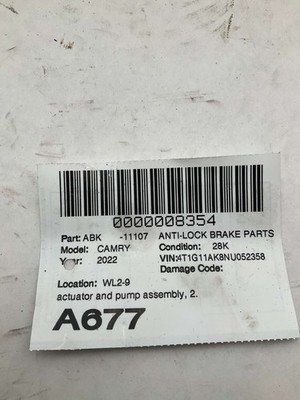 0000008354
Part: ABK -11107 ANTI-LOCK BRAKE PARTS
Model: CAMRY Condition: 28K
Year: 2022 VIN:4T1G11AK8NU052358
Damage Code:
Location: WL2-9
actuator and pump assembly, 2.
A677